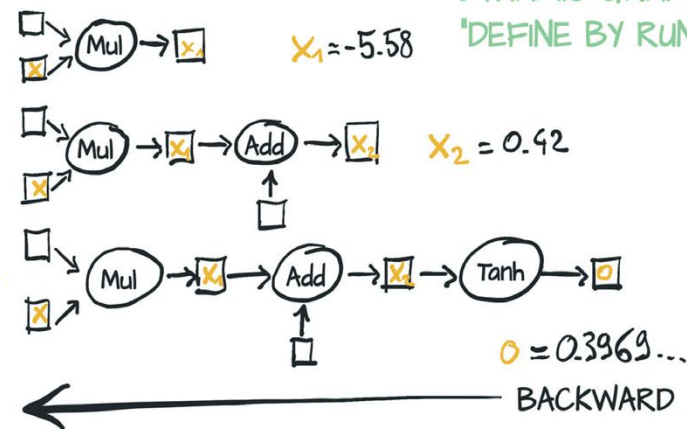 "DEFINE BY RUN
Mul
X₁
X
X₁ = -5.58
Mul
X₁
Add
X₂
X
X₂ = 0.42
Mul
X₁
Add
X₂
Tanh
O
X
O = 0.3969...
BACKWARD